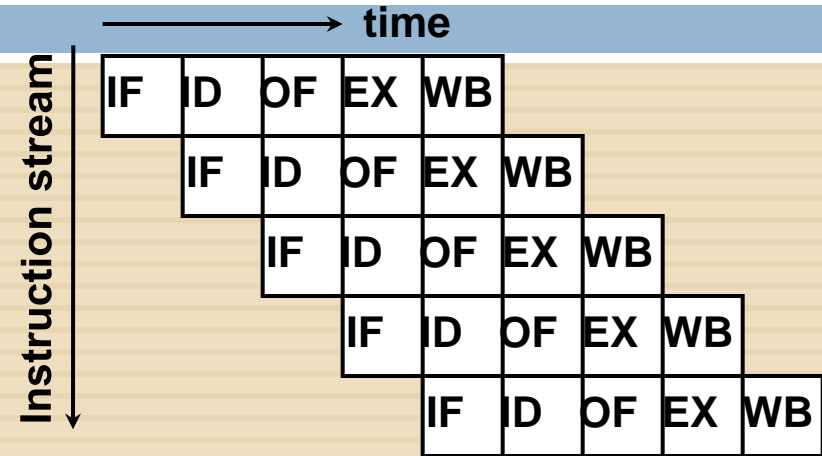 time
Instruction stream
IF ID OF EX WB
IF ID OF EX WB
IF ID OF EX WB
IF ID OF EX WB
IF ID OF EX WB